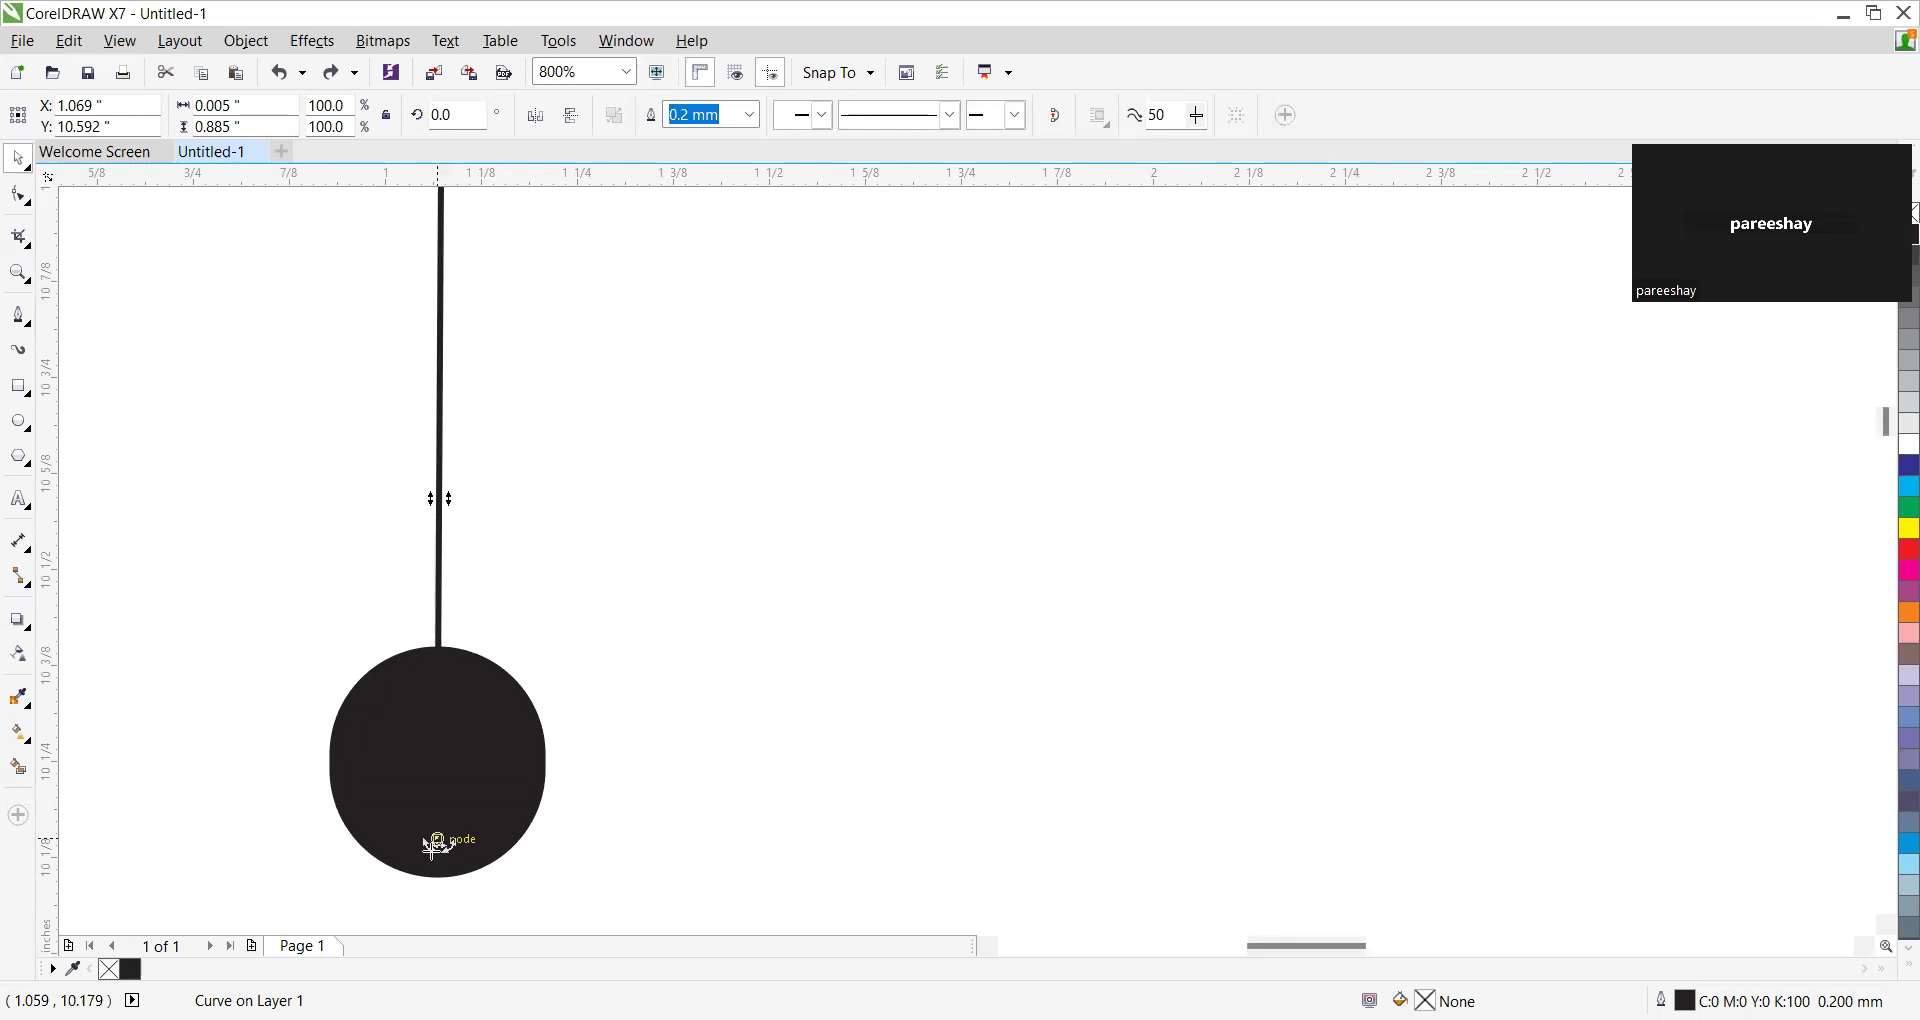 CorelDRAW X7 - Untitled-1
File Edit View Layout Object Effects Bitmaps Text Table Tools Window Help
800% Snap To
X: 1.069 " 0.005 " 100.0 % 0.0 ° 0.2 mm 50
Y: 10.592 " 0.885 " 100.0 %
Welcome Screen Untitled-1
5/8 3/4 7/8 1 1 1/8 1 1/4 1 3/8 1 1/2 1 5/8 1 3/4 1 7/8 2 2 1/8 2 1/4 2 3/8 2 1/2 2
10 7/8
10 3/4
10 5/8
10 1/2
10 3/8
10 1/4
10 1/8
inches
pareeshay
pareeshay
node
1 of 1 Page 1
( 1.059 , 10.179 ) Curve on Layer 1 None C:0 M:0 Y:0 K:100 0.200 mm